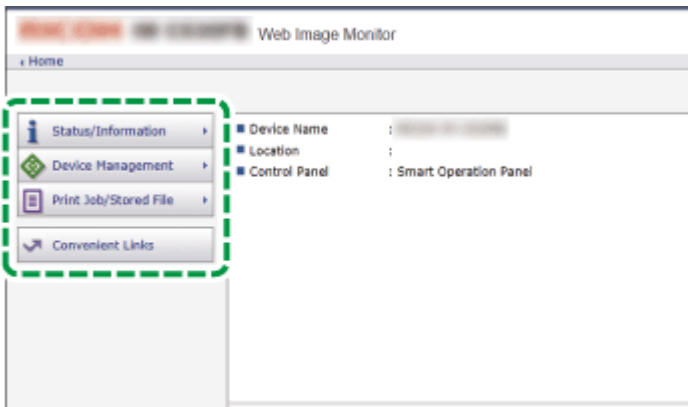 Web Image Monitor
Home
Status/Information
Device Management
Print Job/Stored File
Convenient Links
Device Name :
Location :
Control Panel : Smart Operation Panel